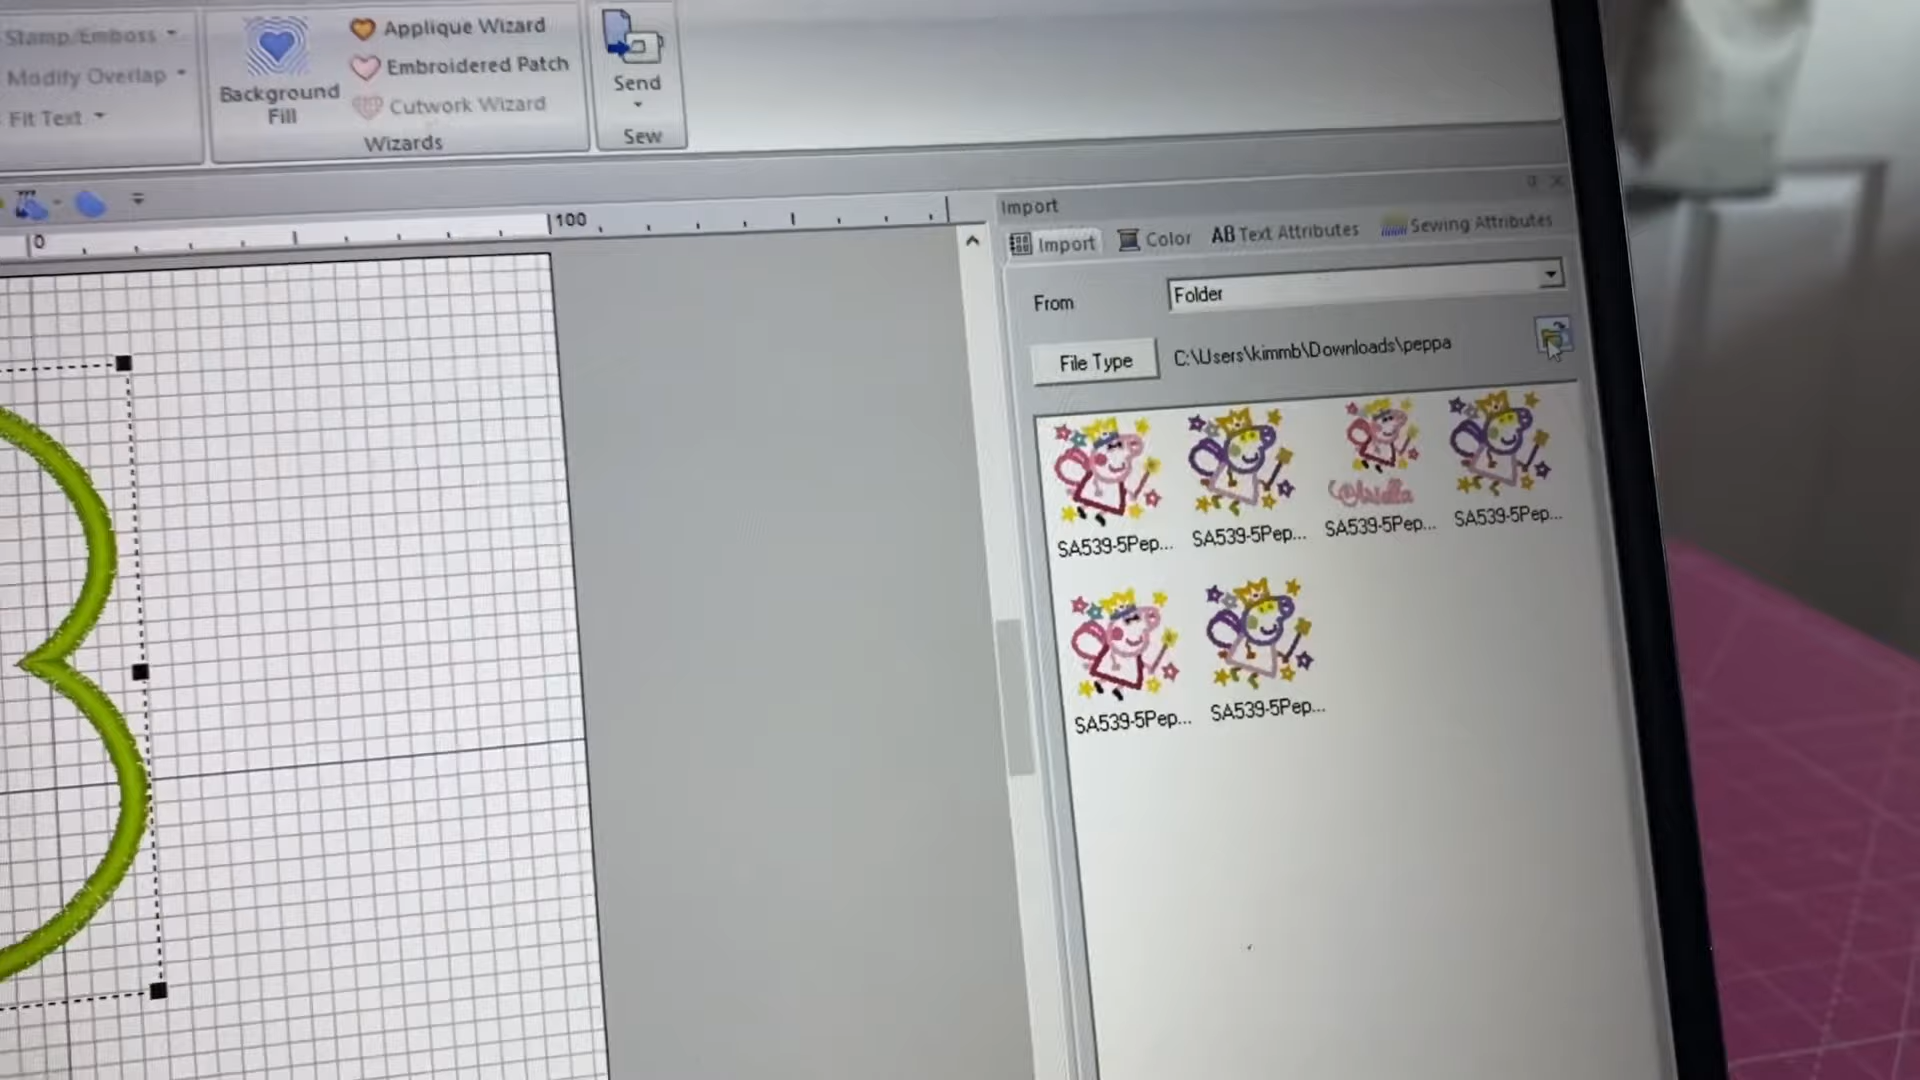 Stamp/Emboss
Modify Overlap
Fit Text
Background
Fill
Applique Wizard
Embroidered Patch
Cutwork Wizard
Wizards
Send
Sew
0
100
Import
Import
Color
AB Text Attributes
Sewing Attributes
From
Folder
File Type
C:\Users\kimmb\Downloads\peppa
SA539-5Pep...
SA539-5Pep...
SA539-5Pep...
SA539-5Pep...
SA539-5Pep...
SA539-5Pep...